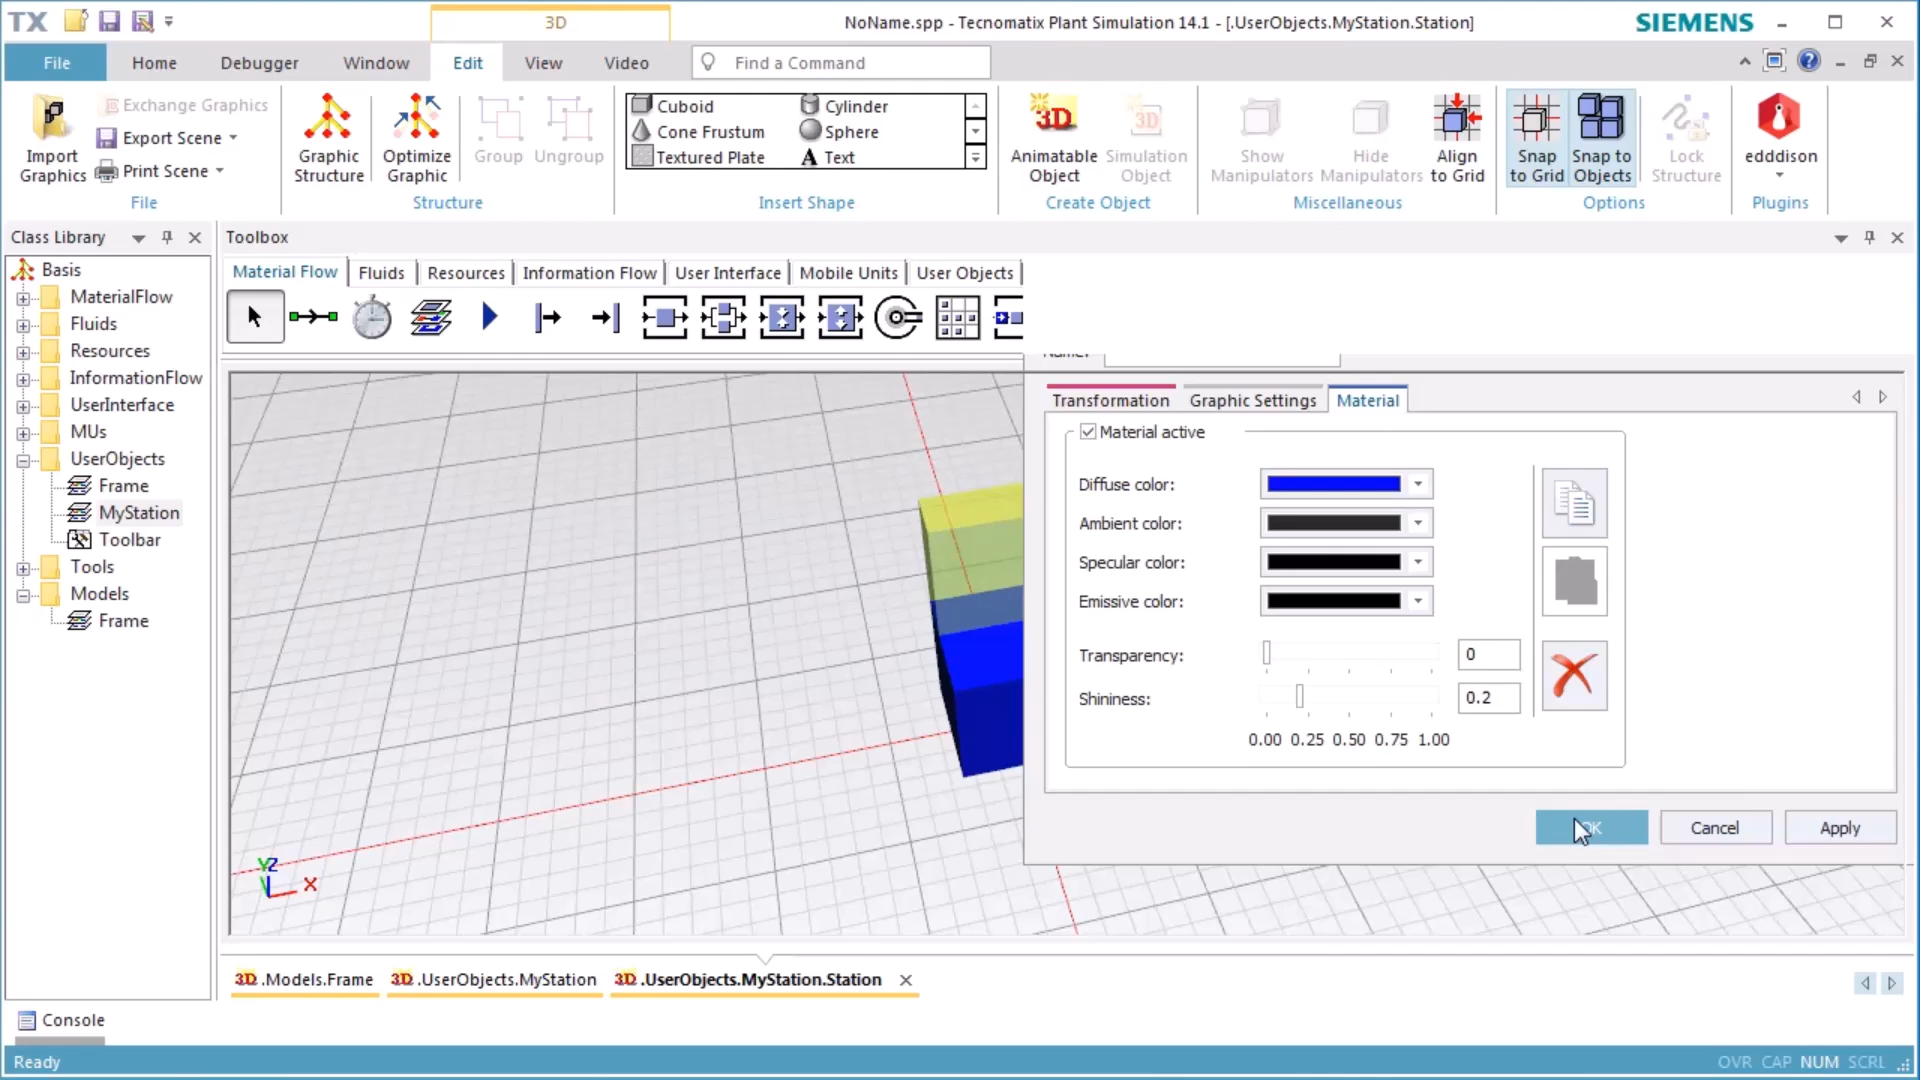 TX
3D
NoName.spp - Tecnomatix Plant Simulation 14.1 - [.UserObjects.MyStation.Station]
SIEMENS
File Home Debugger Window Edit View Video Find a Command
Import Graphics
Exchange Graphics
Export Scene
Print Scene
File
Graphic Structure
Optimize Graphic
Group
Ungroup
Structure
Cuboid Cylinder
Cone Frustum Sphere
Textured Plate A Text
Insert Shape
3D
Animatable Object
3D
Simulation Object
Create Object
Show Manipulators
Hide Manipulators
Align to Grid
Miscellaneous
Snap to Grid
Snap to Objects
Lock Structure
Options
edddison
Plugins
Class Library
Toolbox
Basis
MaterialFlow
Fluids
Resources
InformationFlow
UserInterface
MUs
UserObjects
Frame
MyStation
Toolbar
Tools
Models
Frame
Material Flow Fluids Resources Information Flow User Interface Mobile Units User Objects
Transformation Graphic Settings Material
Material active
Diffuse color:
Ambient color:
Specular color:
Emissive color:
Transparency: 0
Shininess: 0.2
0.00 0.25 0.50 0.75 1.00
Cancel Apply
Y Z
X
3D .Models.Frame 3D .UserObjects.MyStation 3D .UserObjects.MyStation.Station
Console
Ready
OVR CAP NUM SCRL